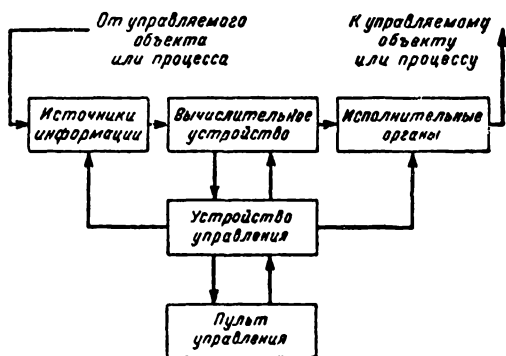 От управляемого
объекта
или процесса
К управляемому
объекту
или процессу
Источники
информации
Вычислительное
устройство
Исполнительные
органы
Устройство
управления
Пульт
управления